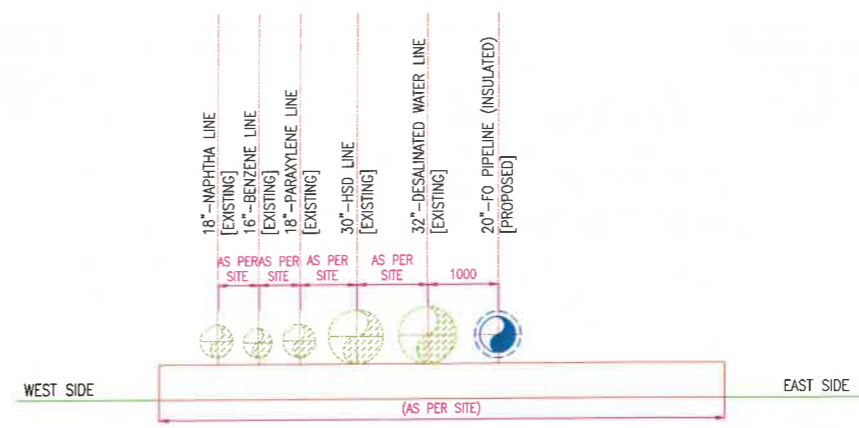 18"-NAPHTHA LINE
[EXISTING]
16"-BENZENE LINE
[EXISTING]
18"-PARAXYLENE LINE
[EXISTING]
30"-HSD LINE
[EXISTING]
32"-DESALINATED WATER LINE
[EXISTING]
20"-FO PIPELINE (INSULATED)
[PROPOSED]
AS PER
SITE
AS PER
SITE
AS PER
SITE
AS PER
SITE
1000
WEST SIDE
EAST SIDE
(AS PER SITE)